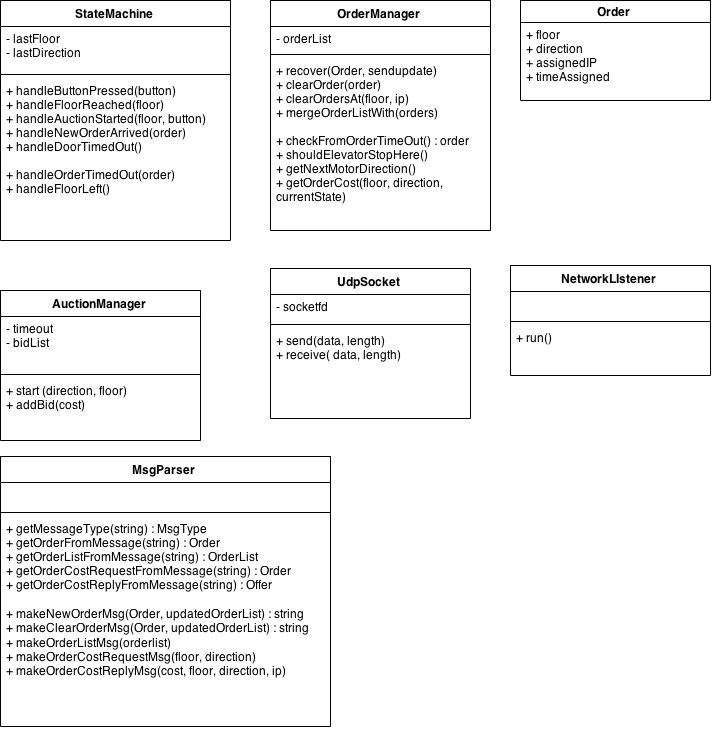 StateMachine
- lastFloor
- lastDirection
+ handleButtonPressed(button)
+ handleFloorReached(floor)
+ handleAuctionStarted(floor, button)
+ handleNewOrderArrived(order)
+ handleDoorTimedOut()
+ handleOrderTimedOut(order)
+ handleFloorLeft()
OrderManager
- orderList
+ recover(Order, sendupdate)
+ clearOrder(order)
+ clearOrdersAt(floor, ip)
+ mergeOrderListWith(orders)
+ checkFromOrderTimeOut() : order
+ shouldElevatorStopHere()
+ getNextMotorDirection()
+ getOrderCost(floor, direction,
currentState)
Order
+ floor
+ direction
+ assignedIP
+ timeAssigned
AuctionManager
- timeout
- bidList
+ start (direction, floor)
+ addBid(cost)
UdpSocket
- socketfd
+ send(data, length)
+ receive( data, length)
NetworkLIstener
+ run()
MsgParser
+ getMessageType(string) : MsgType
+ getOrderFromMessage(string) : Order
+ getOrderListFromMessage(string) : OrderList
+ getOrderCostRequestFromMessage(string) : Order
+ getOrderCostReplyFromMessage(string) : Offer
+ makeNewOrderMsg(Order, updatedOrderList) : string
+ makeClearOrderMsg(Order, updatedOrderList) : string
+ makeOrderListMsg(orderlist)
+ makeOrderCostRequestMsg(floor, direction)
+ makeOrderCostReplyMsg(cost, floor, direction, ip)